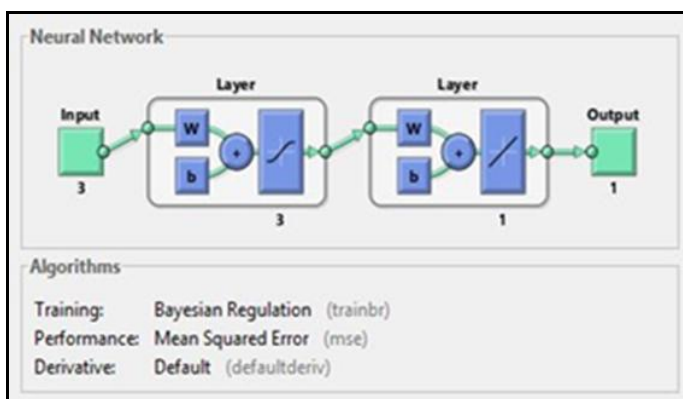 Neural Network
Layer Layer
Input Output
W W
+ +
b b
3 3 1 1
Algorithms
Training: Bayesian Regulation (trainbr)
Performance: Mean Squared Error (mse)
Derivative: Default (defaultderiv)